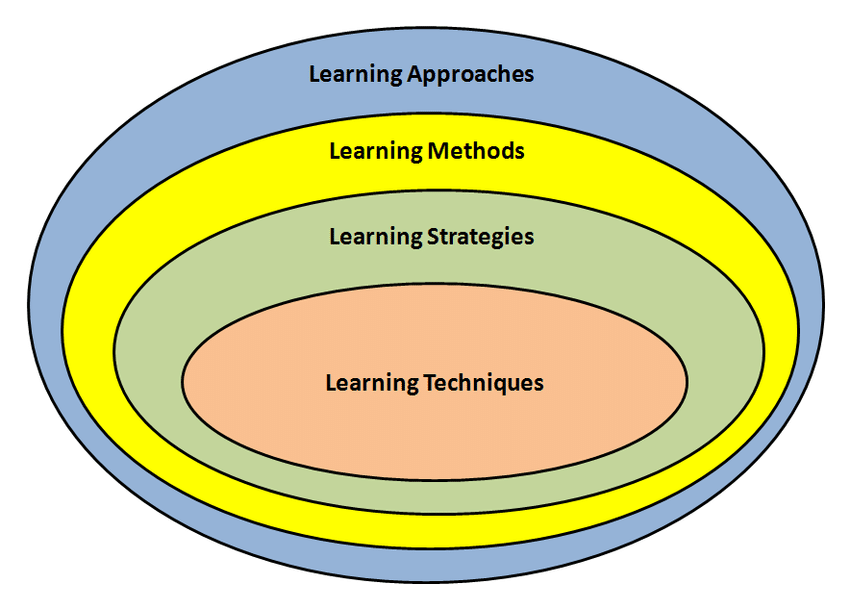 Learning Approaches
Learning Methods
Learning Strategies
Learning Techniques